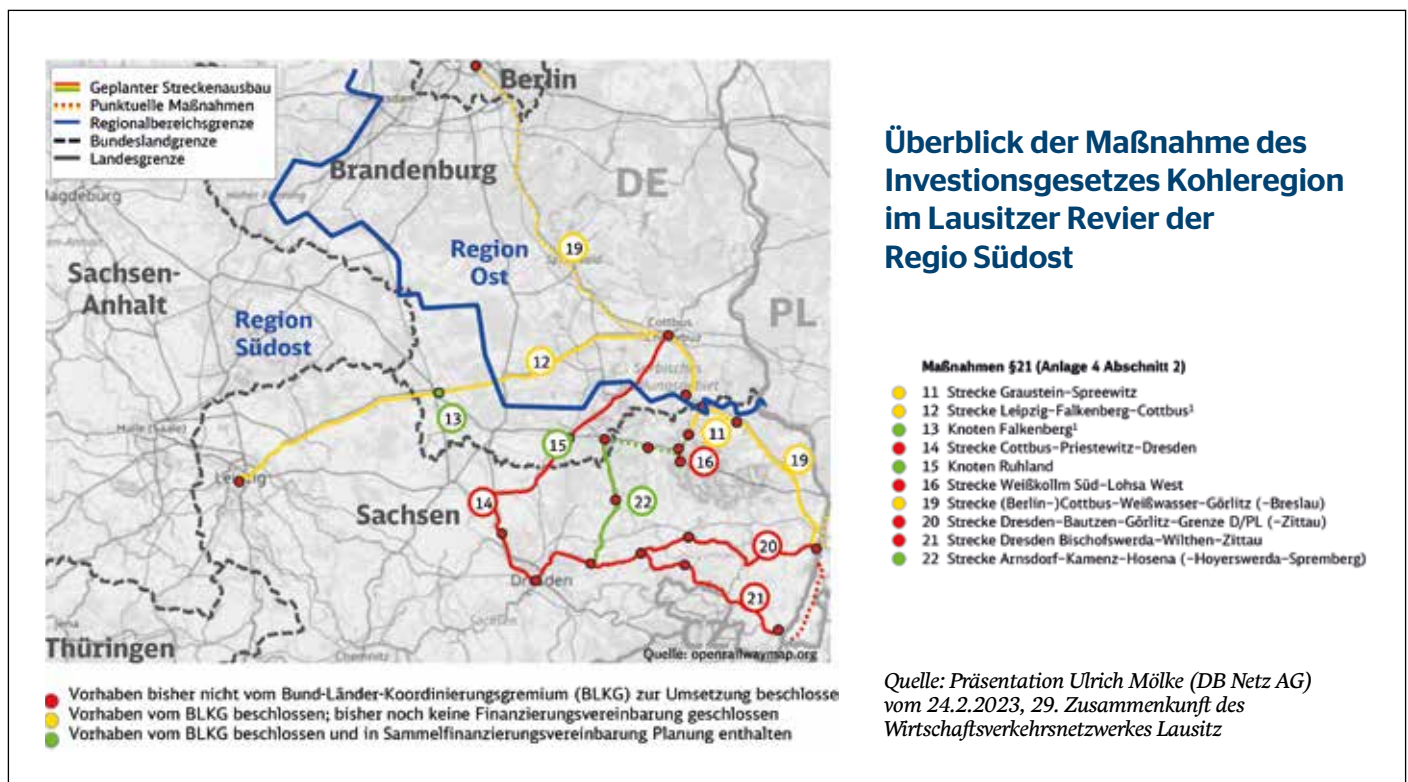 Geplanter Streckenausbau
Punktuelle Maßnahmen
Regionalbereichsgrenze
Bundeslandgrenze
Landesgrenze
Berlin
Brandenburg
DE
Sachsen-
Anhalt
Region
Ost
Region
Südost
PL
19
Cottbus
12
13
15
11
16
19
14
22
Sachsen
20
21
Dresden
Leipzig
Halle (Saale)
CZ
Thüringen
Jena
Chemnitz
Quelle: openrailwaymap.org
Vorhaben bisher nicht vom Bund-Länder-Koordinierungsgremium (BLKG) zur Umsetzung beschlosse
Vorhaben vom BLKG beschlossen; bisher noch keine Finanzierungsvereinbarung geschlossen
Vorhaben vom BLKG beschlossen und in Sammelfinanzierungsvereinbarung Planung enthalten
Überblick der Maßnahme des
Investionsgesetzes Kohleregion
im Lausitzer Revier der
Regio Südost
Maßnahmen §21 (Anlage 4 Abschnitt 2)
11 Strecke Graustein–Spreewitz
12 Strecke Leipzig–Falkenberg–Cottbus¹
13 Knoten Falkenberg¹
14 Strecke Cottbus–Priestewitz–Dresden
15 Knoten Ruhland
16 Strecke Weißkollm Süd–Lohsa West
19 Strecke (Berlin–)Cottbus–Weißwasser–Görlitz (–Breslau)
20 Strecke Dresden–Bautzen–Görlitz–Grenze D/PL (–Zittau)
21 Strecke Dresden Bischofswerda–Wilthen–Zittau
22 Strecke Arnsdorf–Kamenz–Hosena (–Hoyerswerda–Spremberg)
Quelle: Präsentation Ulrich Mölke (DB Netz AG)
vom 24.2.2023, 29. Zusammenkunft des
Wirtschaftsverkehrsnetzwerkes Lausitz